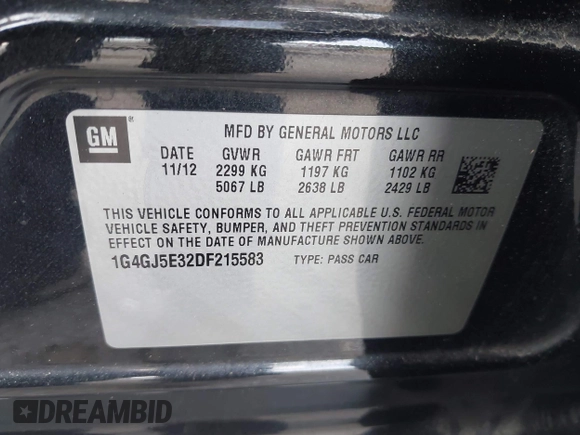 GM
MFD BY GENERAL MOTORS LLC
DATE GVWR GAWR FRT GAWR RR
11/12 2299 KG 1197 KG 1102 KG
5067 LB 2638 LB 2429 LB
THIS VEHICLE CONFORMS TO ALL APPLICABLE U.S. FEDERAL MOTOR
VEHICLE SAFETY, BUMPER, AND THEFT PREVENTION STANDARDS IN
EFFECT ON THE DATE OF MANUFACTURE SHOWN ABOVE.
1G4GJ5E32DF215583 TYPE: PASS CAR
DREAMBID